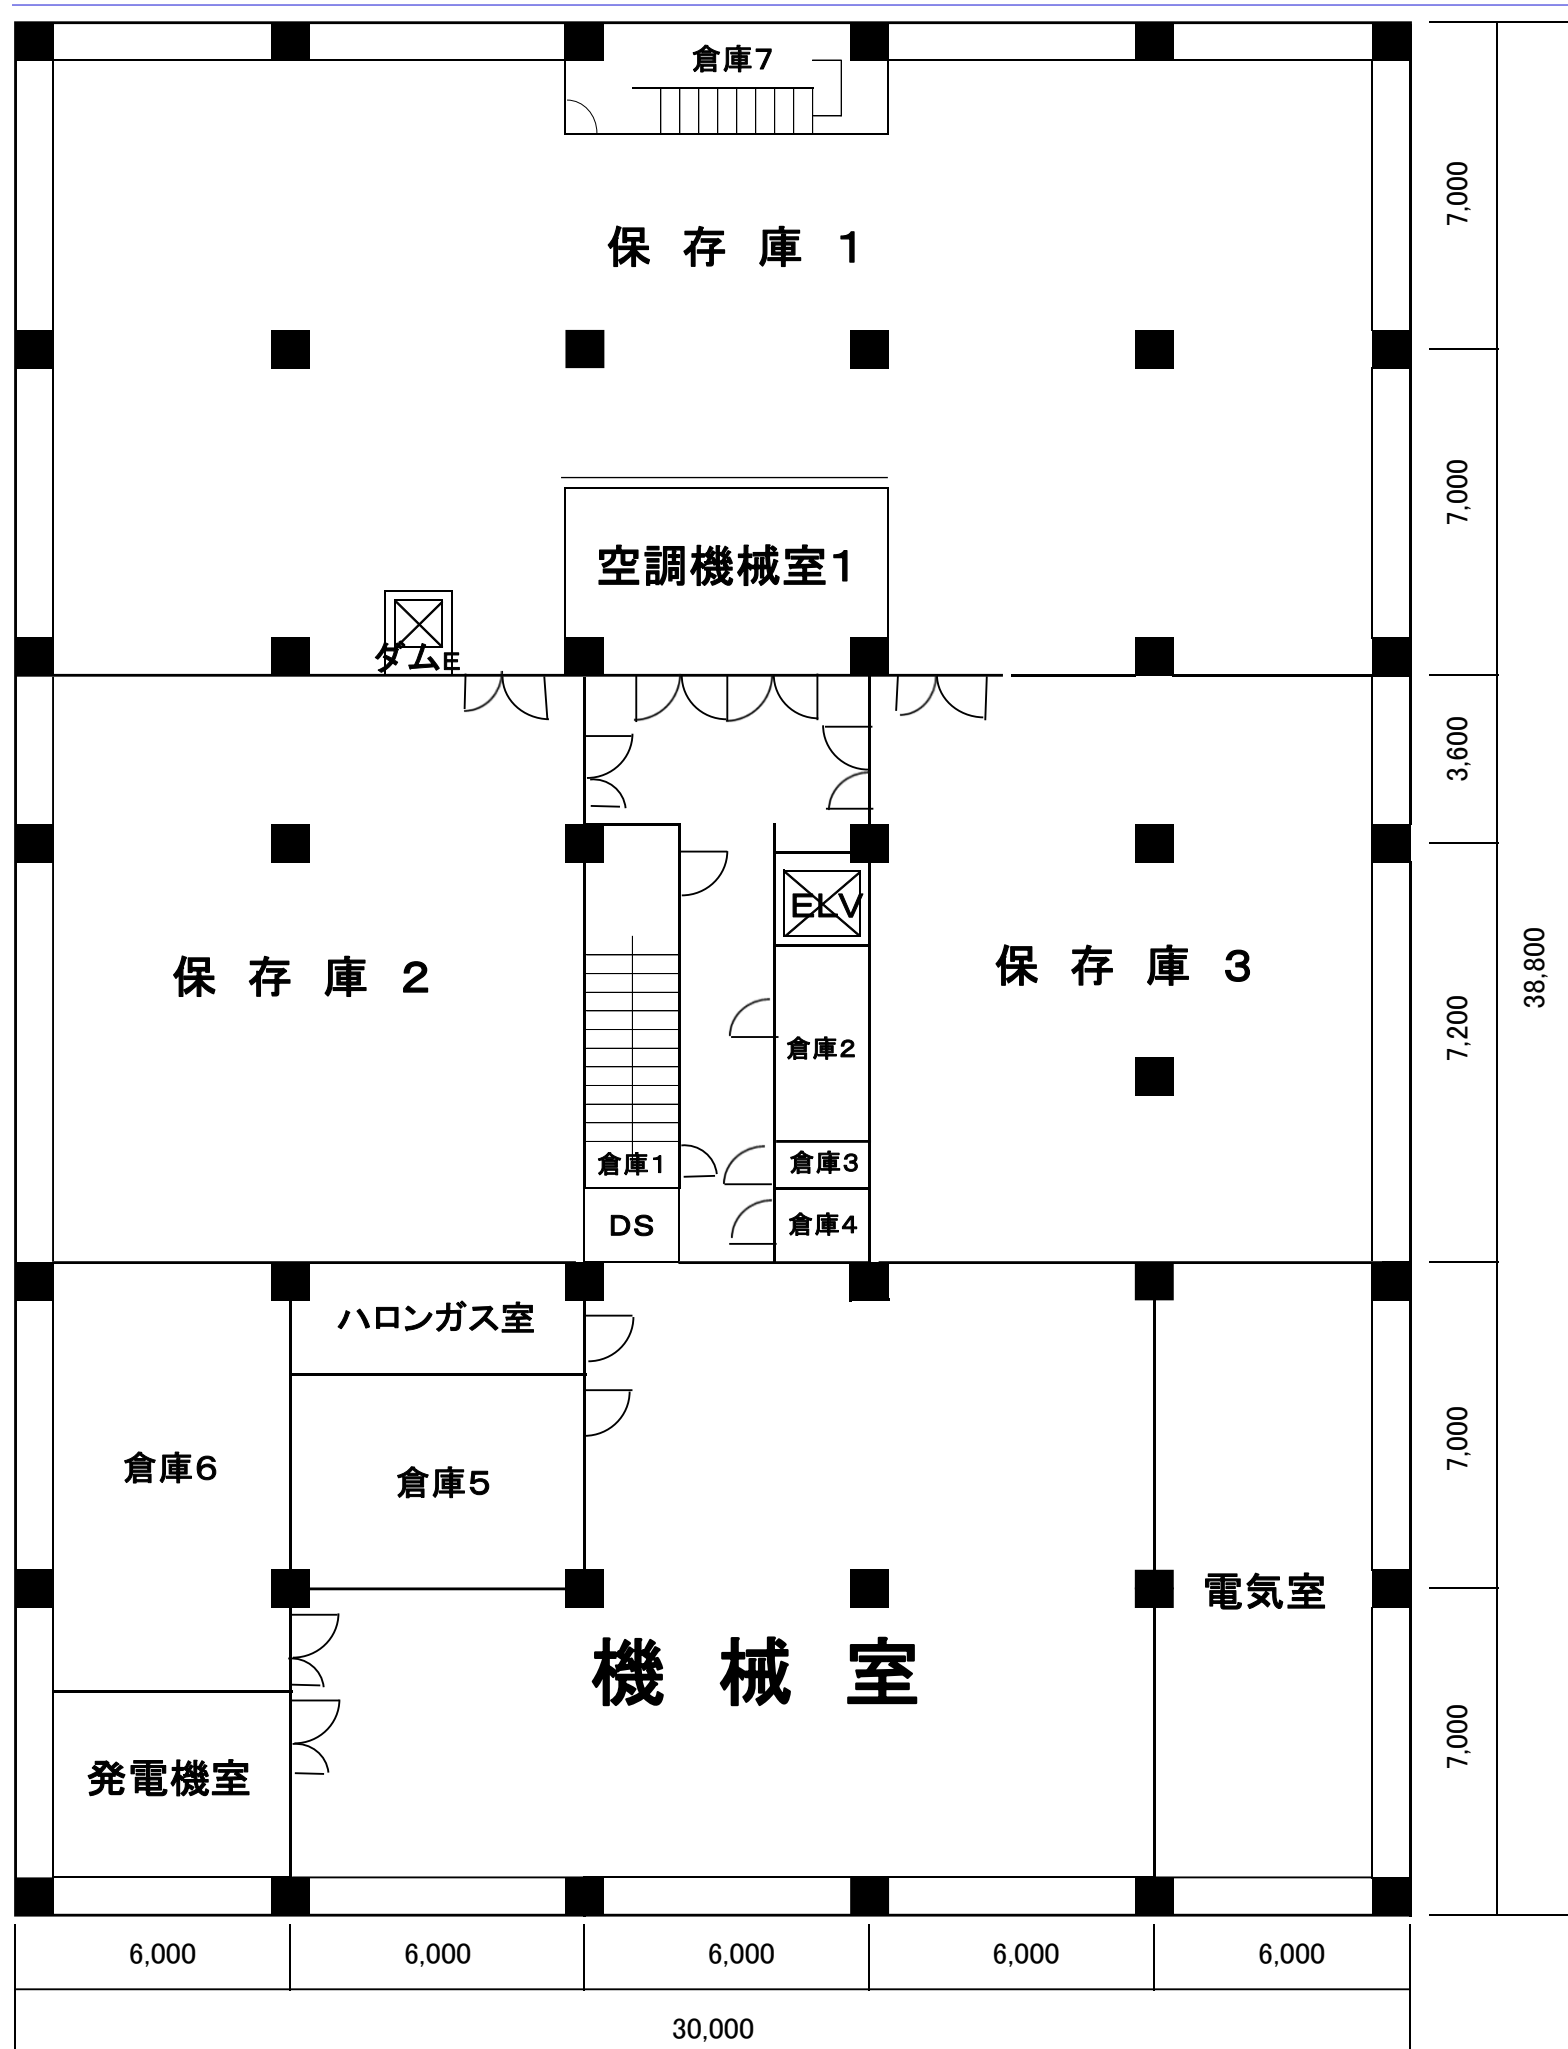 倉庫7
7,000
保 存 庫 1
7,000
空調機械室1
ダムE
3,600
ELV
保 存 庫 2
保 存 庫 3
38,800
7,200
倉庫2
倉庫1
倉庫3
DS
倉庫4
ハロンガス室
7,000
倉庫6
倉庫5
電気室
機 械 室
7,000
発電機室
6,000
6,000
6,000
6,000
6,000
30,000